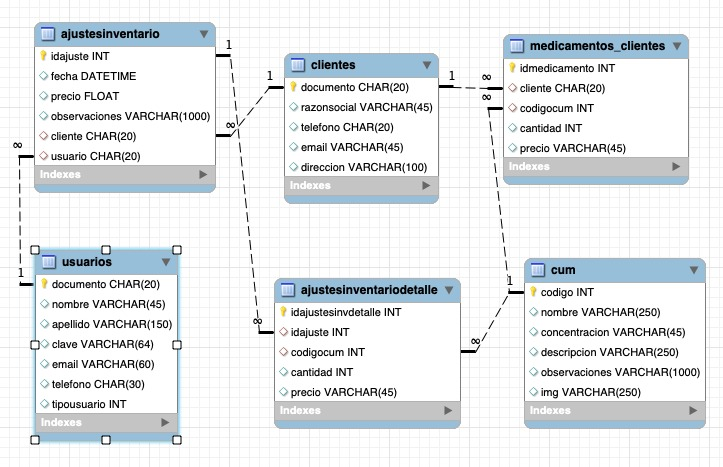 ajustesinventario
idajuste INT
fecha DATETIME
precio FLOAT
observaciones VARCHAR(1000)
cliente CHAR(20)
usuario CHAR(20)
Indexes
clientes
documento CHAR(20)
razonsocial VARCHAR(45)
telefono CHAR(20)
email VARCHAR(45)
direccion VARCHAR(100)
Indexes
medicamentos_clientes
idmedicamento INT
cliente CHAR(20)
codigocum INT
cantidad INT
precio VARCHAR(45)
Indexes
usuarios
documento CHAR(20)
nombre VARCHAR(45)
apellido VARCHAR(150)
clave VARCHAR(64)
email VARCHAR(60)
telefono CHAR(30)
tipousuario INT
Indexes
ajustesinventariodetalle
idajustesinvdetalle INT
idajuste INT
codigocum INT
cantidad INT
precio VARCHAR(45)
Indexes
cum
codigo INT
nombre VARCHAR(250)
concentracion VARCHAR(45)
descripcion VARCHAR(250)
observaciones VARCHAR(1000)
img VARCHAR(250)
Indexes
1
∞
1
∞
1
∞
∞
1
∞
1
∞